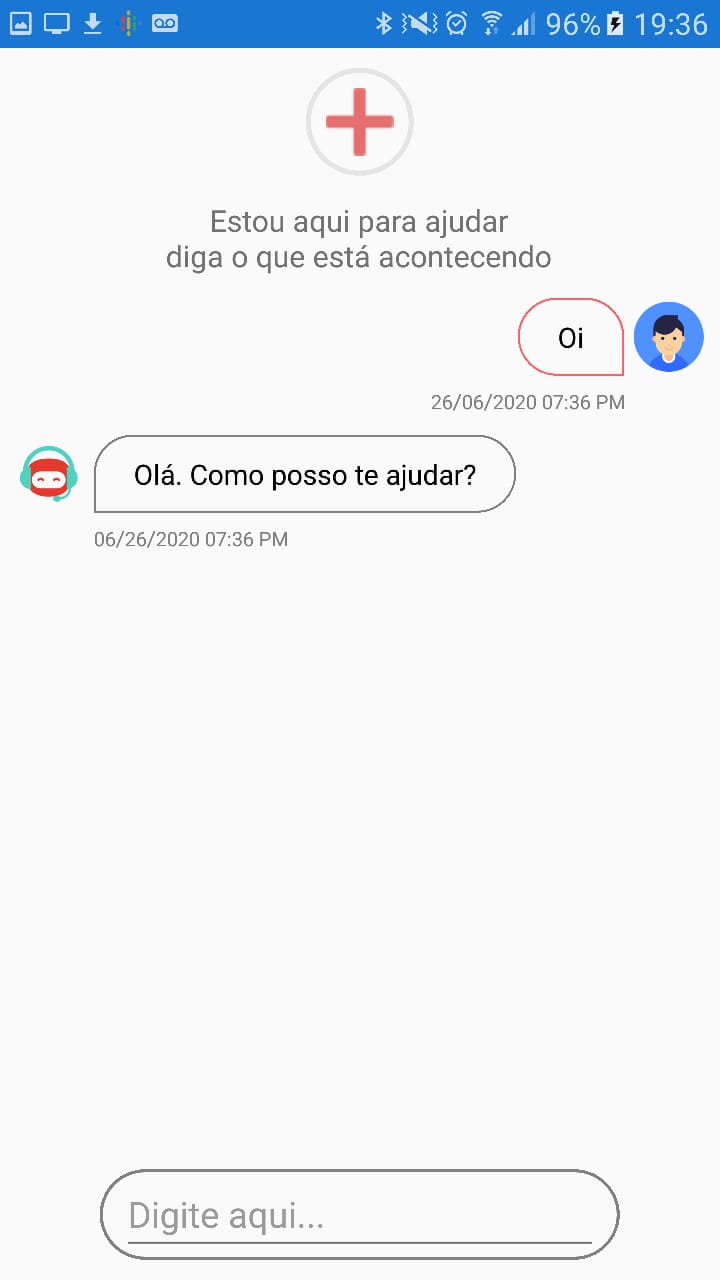 96% 19:36
Estou aqui para ajudar
diga o que está acontecendo
Oi
26/06/2020 07:36 PM
Olá. Como posso te ajudar?
06/26/2020 07:36 PM
Digite aqui...